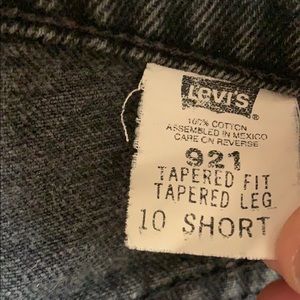 Levi's®
100% COTTON
ASSEMBLED IN MEXICO
CARE ON REVERSE
921
TAPERED FIT
TAPERED LEG
10 SHORT